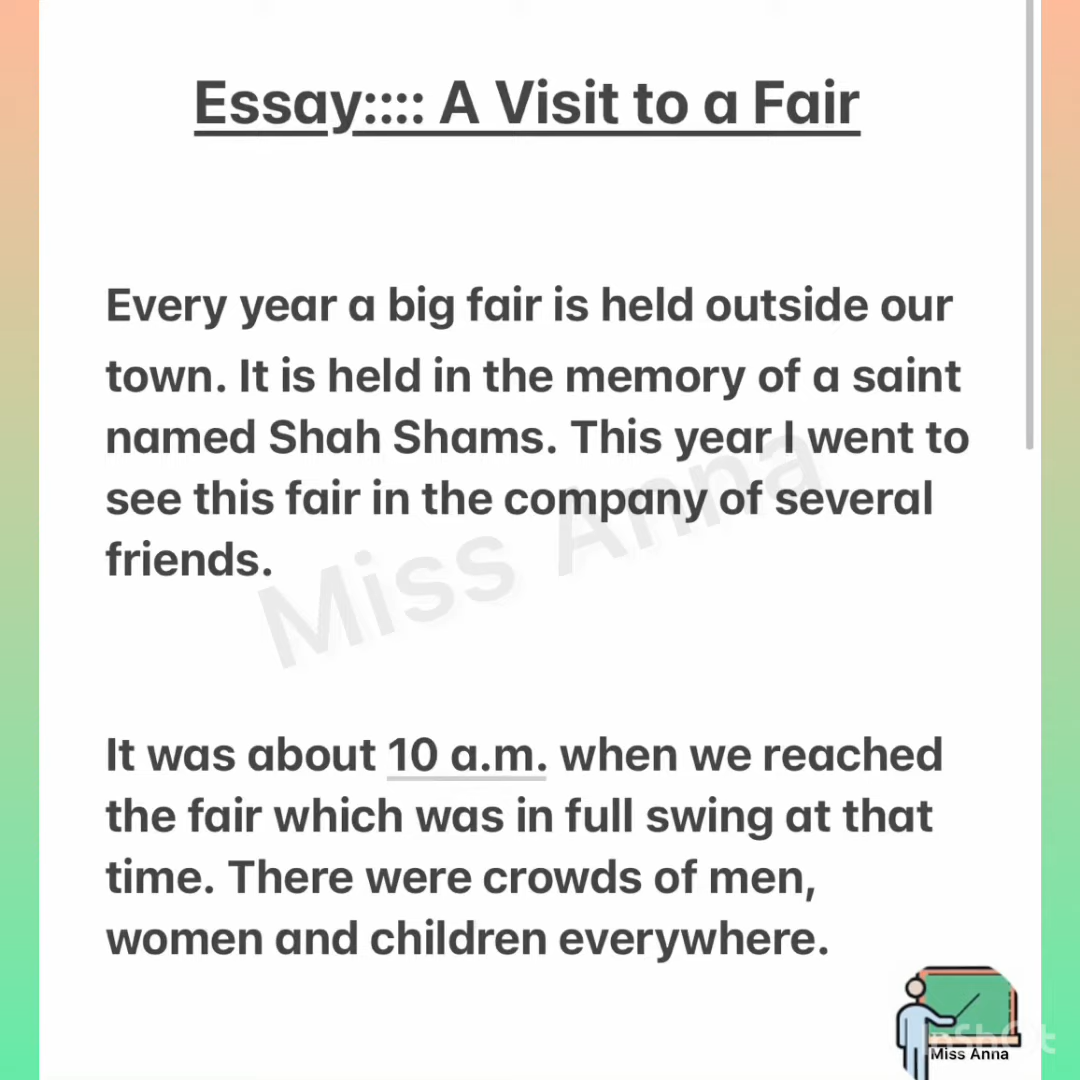 Essay:::: A Visit to a Fair
Every year a big fair is held outside our
town. It is held in the memory of a saint
named Shah Shams. This year I went to
see this fair in the company of several
friends.
Miss Anna
It was about 10 a.m. when we reached
the fair which was in full swing at that
time. There were crowds of men,
women and children everywhere.
InShOt
Miss Anna